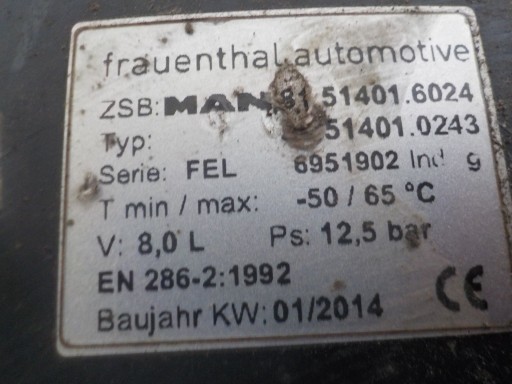 frauenthal automotive
ZSB: MAN 81.51401.6024
Typ: 51401.0243
Serie: FEL 6951902 Ind g
T min / max: -50 / 65 °C
V: 8,0 L Ps: 12,5 bar
EN 286-2:1992
Baujahr KW: 01/2014 CE